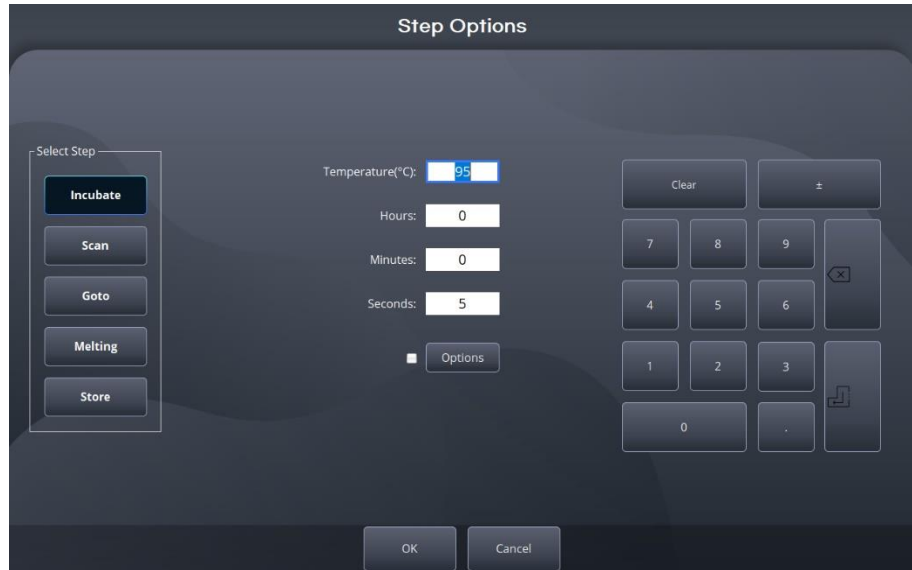 Step Options
Select Step
Incubate
Scan
Goto
Melting
Store
Temperature(°C): 95
Hours: 0
Minutes: 0
Seconds: 5
Options
Clear ±
7 8 9
4 5 6
1 2 3
0 .
OK Cancel